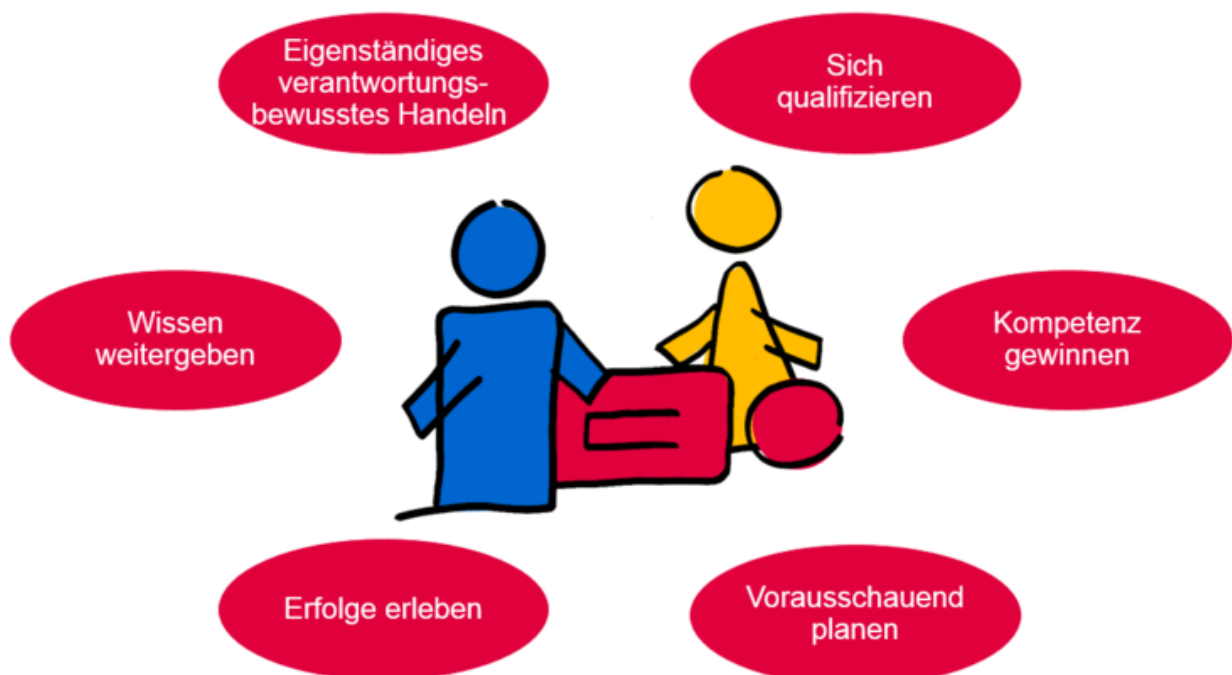 Eigenständiges
verantwortungs-
bewusstes Handeln
Sich
qualifizieren
Wissen
weitergeben
Kompetenz
gewinnen
Erfolge erleben
Vorausschauend
planen